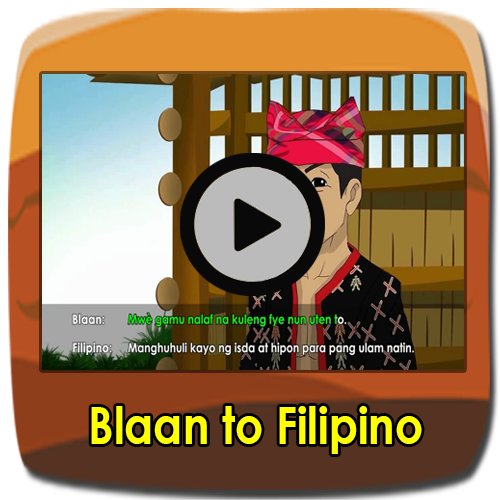 Blaan: Mwè gamu nalaf na kuleng fye nun uten to.
Filipino: Manghuhuli kayo ng isda at hipon para pang ulam natin.
Blaan to Filipino